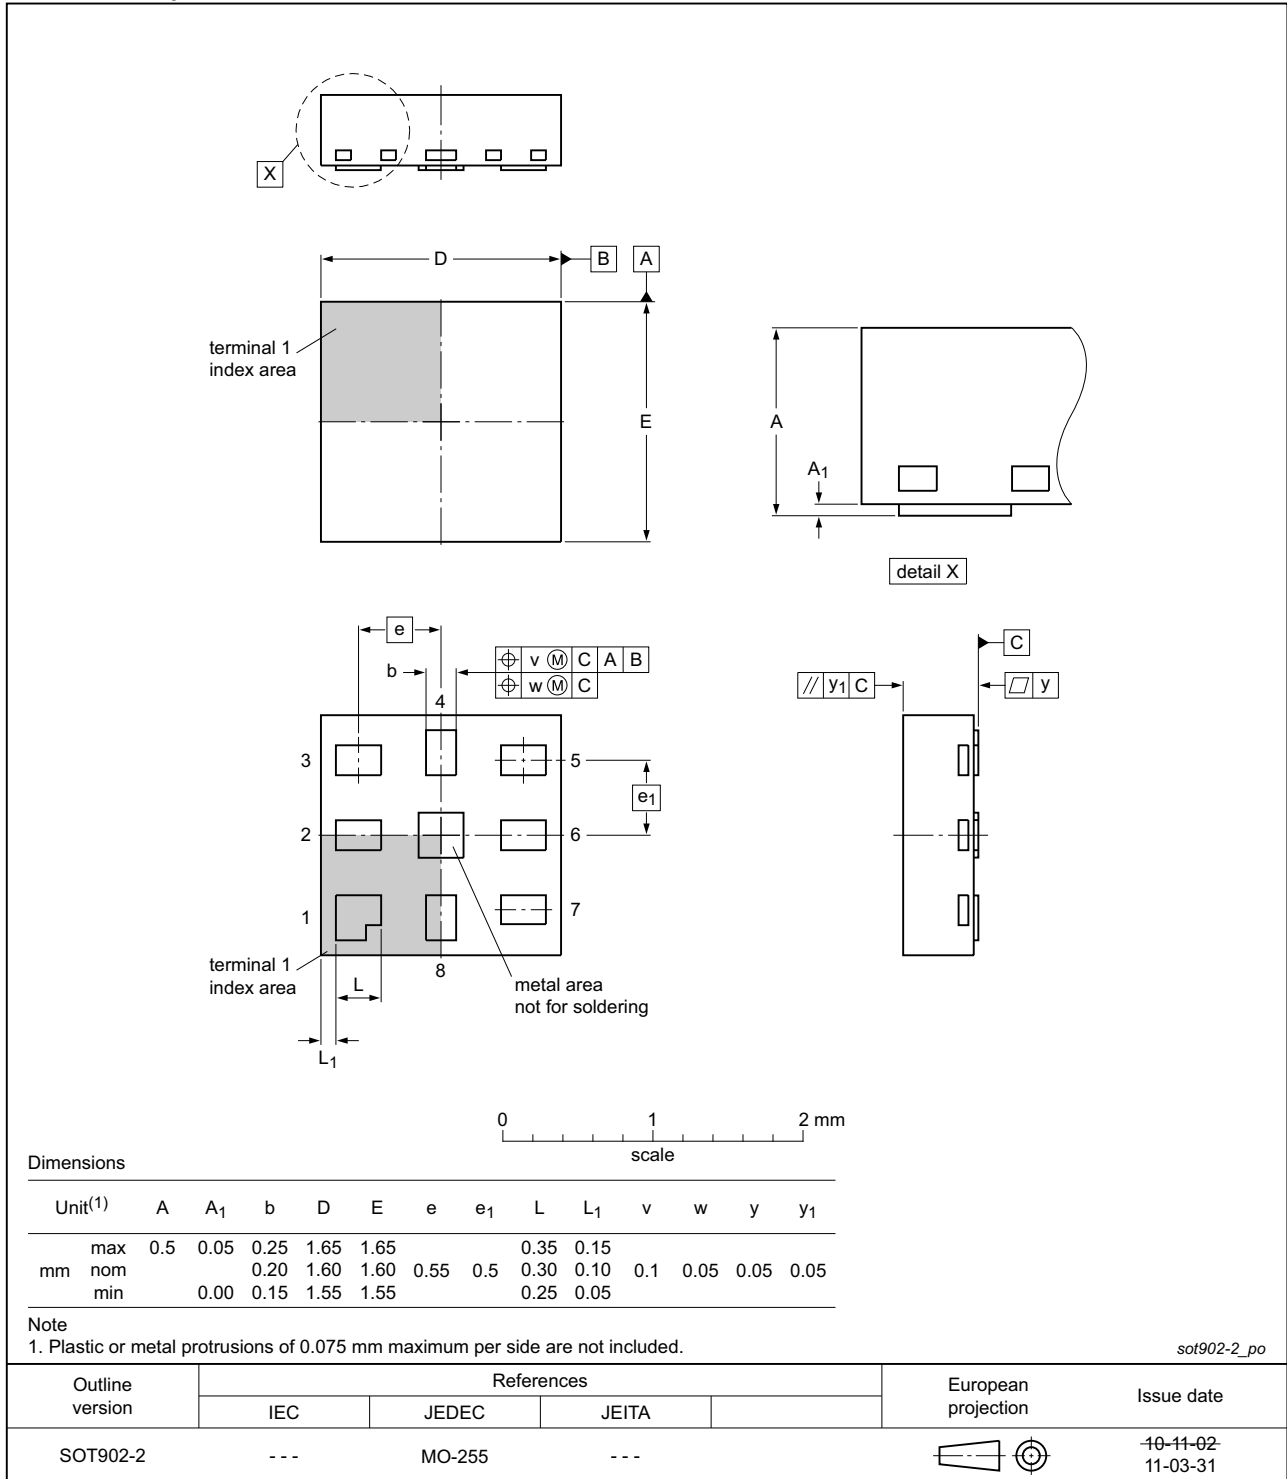 X
D
B
A
terminal 1
index area
E
A
A1
detail X
e
b
v M C A B
w M C
4
3
5
e1
2
6
1
7
terminal 1
index area
8
L
metal area
not for soldering
L1
C
// y1 C
y
0 1 2 mm
scale
Dimensions
Unit(1) A A1 b D E e e1 L L1 v w y y1
max 0.5 0.05 0.25 1.65 1.65 0.35 0.15
mm nom 0.20 1.60 1.60 0.55 0.5 0.30 0.10 0.1 0.05 0.05 0.05
min 0.00 0.15 1.55 1.55 0.25 0.05
Note
1. Plastic or metal protrusions of 0.075 mm maximum per side are not included.
sot902-2_po
Outline
version
References
European
projection
Issue date
IEC JEDEC JEITA
SOT902-2 - - - MO-255 - - -
10-11-02
11-03-31